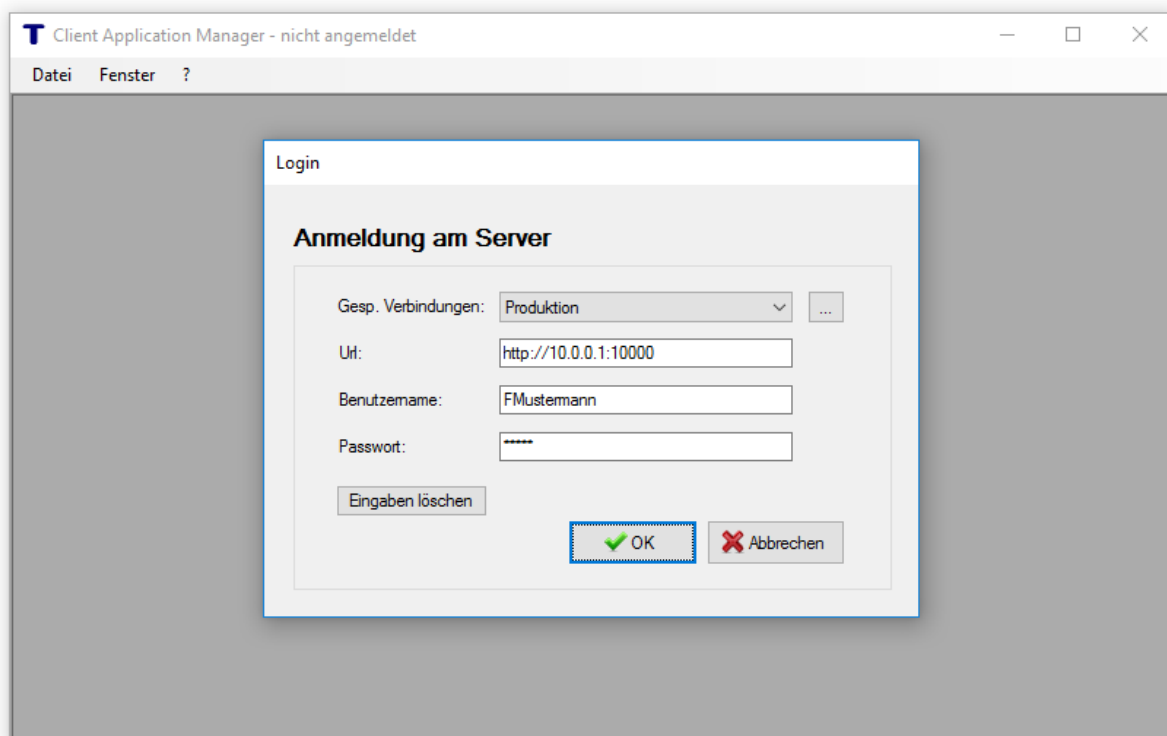 T Client Application Manager - nicht angemeldet
Datei Fenster ?
Login
Anmeldung am Server
Gesp. Verbindungen: Produktion ...
Url: http://10.0.0.1:10000
Benutzername: FMustermann
Passwort: *****
Eingaben löschen
OK Abbrechen